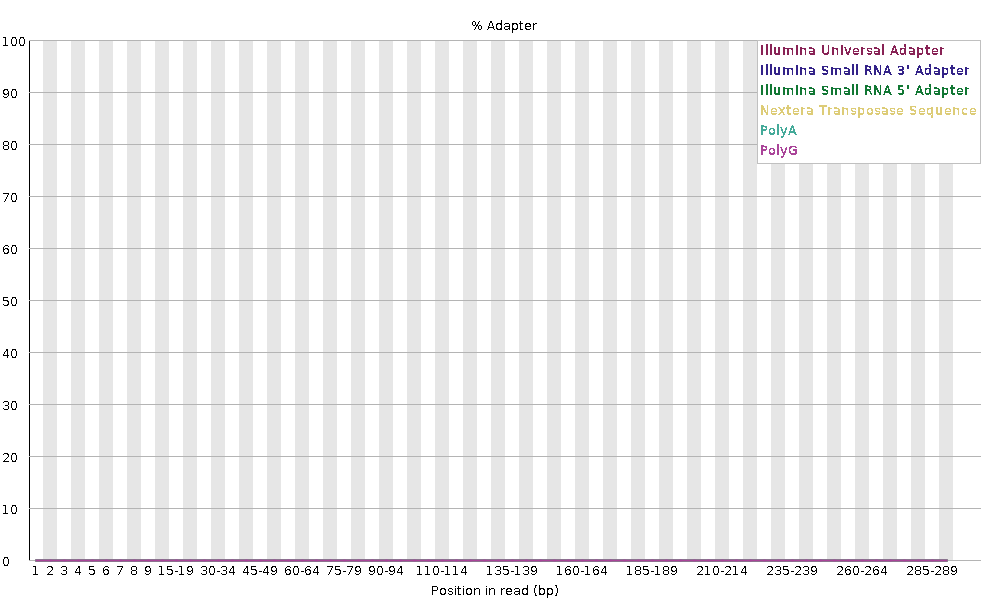 % Adapter
100
90
80
70
60
50
40
30
20
10
0
Illumina Universal Adapter
Illumina Small RNA 3' Adapter
Illumina Small RNA 5' Adapter
Nextera Transposase Sequence
PolyA
PolyG
1 2 3 4 5 6 7 8 9 15-19 30-34 45-49 60-64 75-79 90-94 110-114 135-139 160-164 185-189 210-214 235-239 260-264 285-289
Position in read (bp)